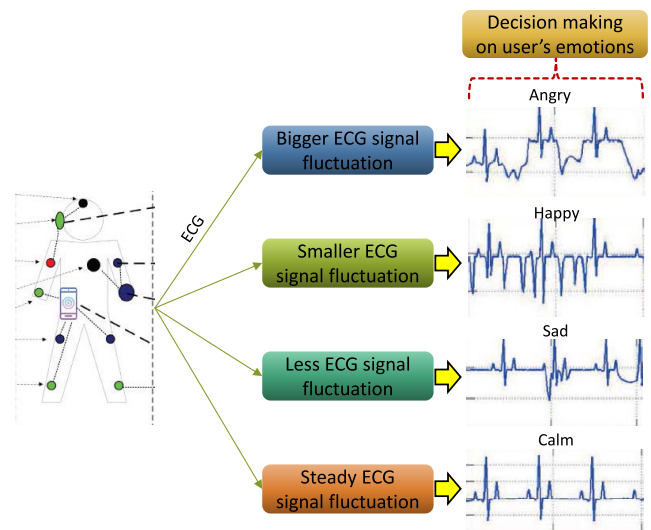 Decision making
on user's emotions
Angry
Bigger ECG signal
fluctuation
ECG
Happy
Smaller ECG
signal fluctuation
Sad
Less ECG signal
fluctuation
Calm
Steady ECG
signal fluctuation